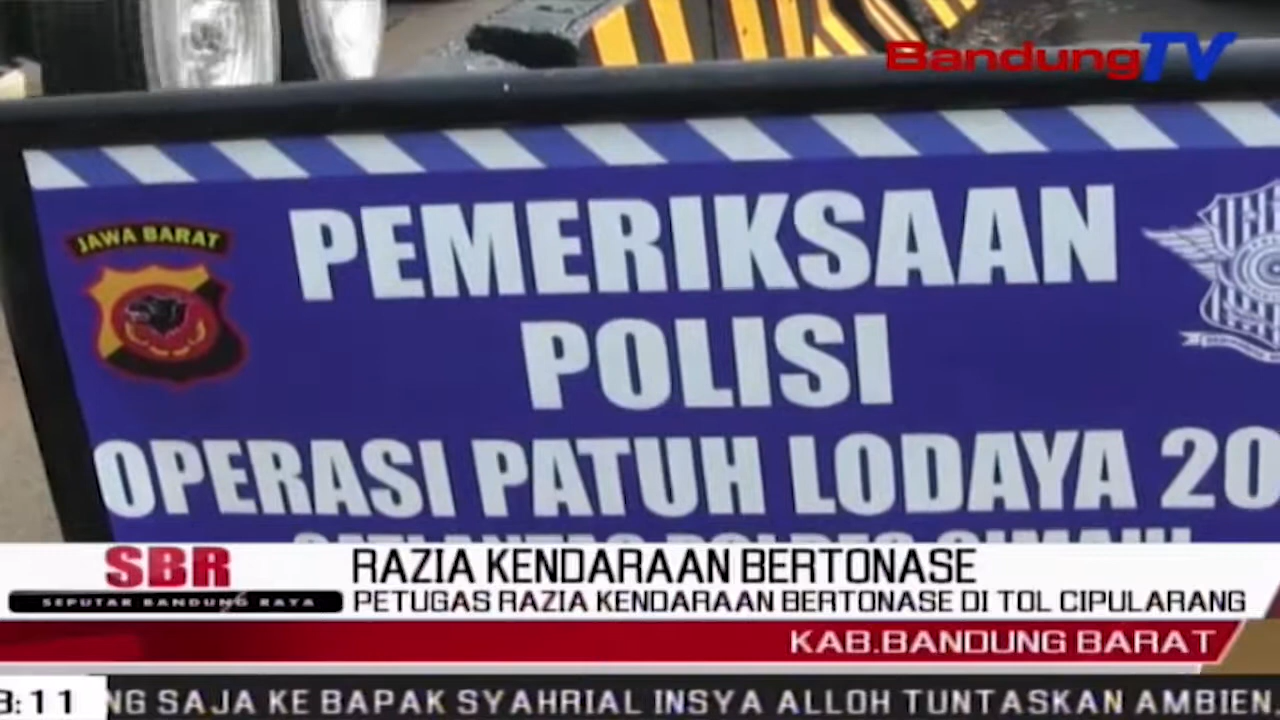 BandungTV
JAWA BARAT
PEMERIKSAAN
POLISI
OPERASI PATUH LODAYA 20
SBR
SEPUTAR BANDUNG RAYA
RAZIA KENDARAAN BERTONASE
PETUGAS RAZIA KENDARAAN BERTONASE DI TOL CIPULARANG
KAB.BANDUNG BARAT
:11 NG SAJA KE BAPAK SYAHRIAL INSYA ALLOH TUNTASKAN AMBIEN.